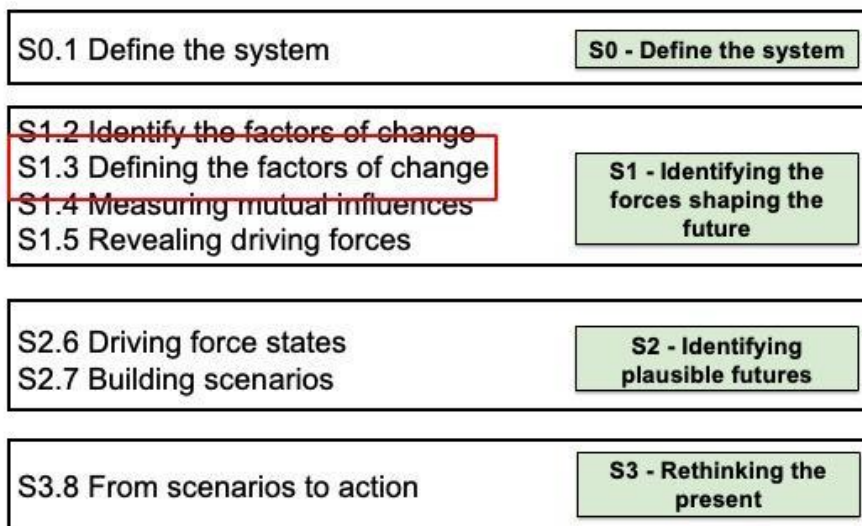 S0.1 Define the system
S0 - Define the system
S1.2 Identify the factors of change
S1.3 Defining the factors of change
S1.4 Measuring mutual influences
S1.5 Revealing driving forces
S1 - Identifying the
forces shaping the
future
S2.6 Driving force states
S2.7 Building scenarios
S2 - Identifying
plausible futures
S3.8 From scenarios to action
S3 - Rethinking the
present